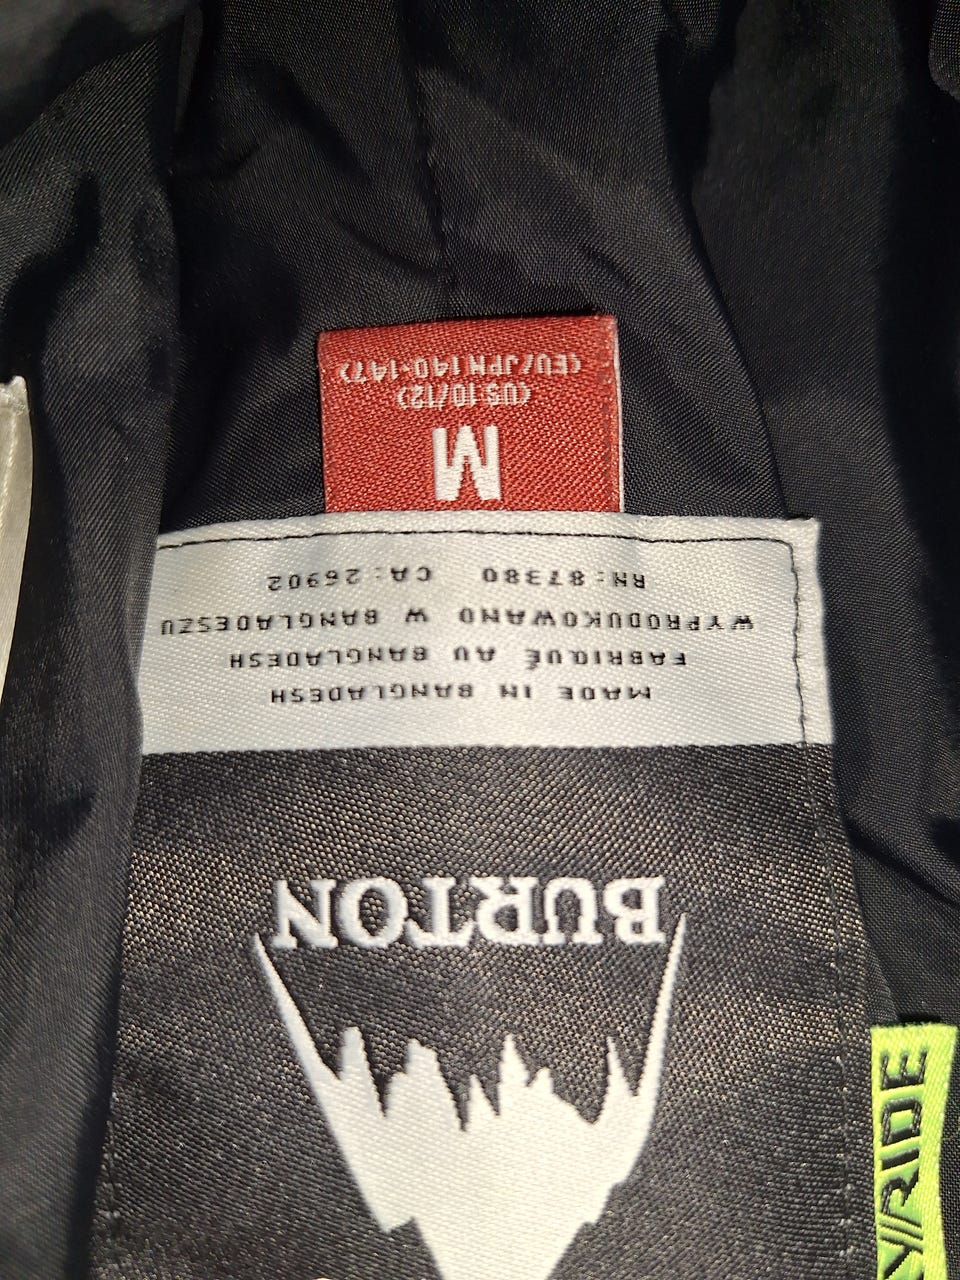 BURTON
MADE IN BANGLADESH
FABRIQUÉ AU BANGLADESH
WYPRODUKOWANO W BANGLADESZU
RN: 87380 CA: 26902
M
(US 10/12)
(EU/JPN 140-147)
Y//RIDE